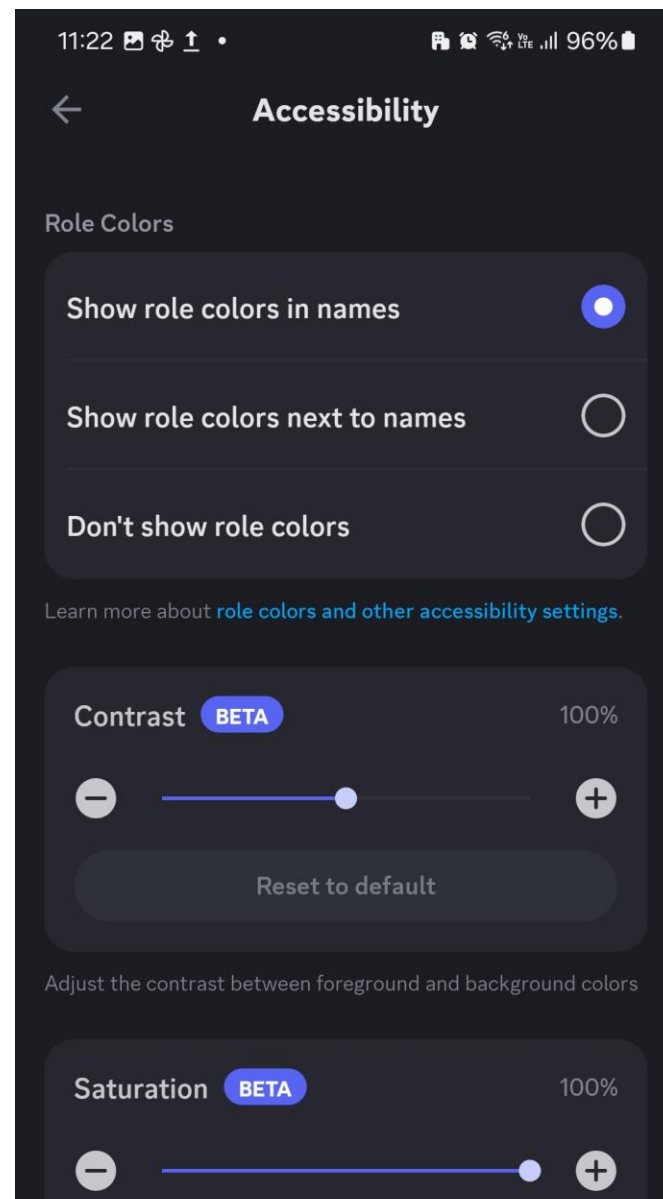 11:22 Vo LTE 96%
Accessibility
Role Colors
Show role colors in names
Show role colors next to names
Don't show role colors
Learn more about role colors and other accessibility settings.
Contrast BETA 100%
Reset to default
Adjust the contrast between foreground and background colors
Saturation BETA 100%